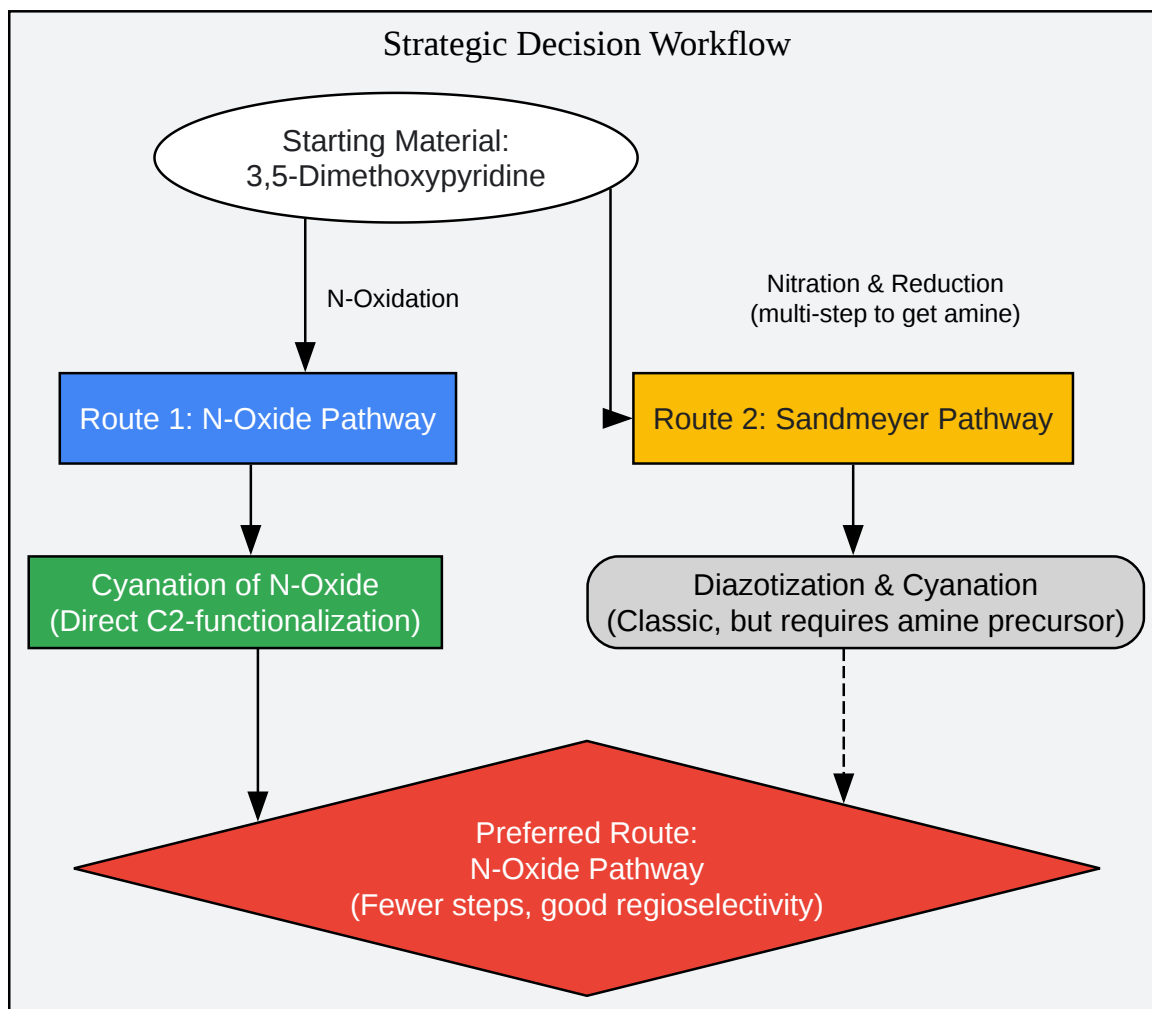 Strategic Decision Workflow
Starting Material:
3,5-Dimethoxypyridine
N-Oxidation
Nitration & Reduction
(multi-step to get amine)
Route 1: N-Oxide Pathway
Route 2: Sandmeyer Pathway
Cyanation of N-Oxide
(Direct C2-functionalization)
Diazotization & Cyanation
(Classic, but requires amine precursor)
Preferred Route:
N-Oxide Pathway
(Fewer steps, good regioselectivity)